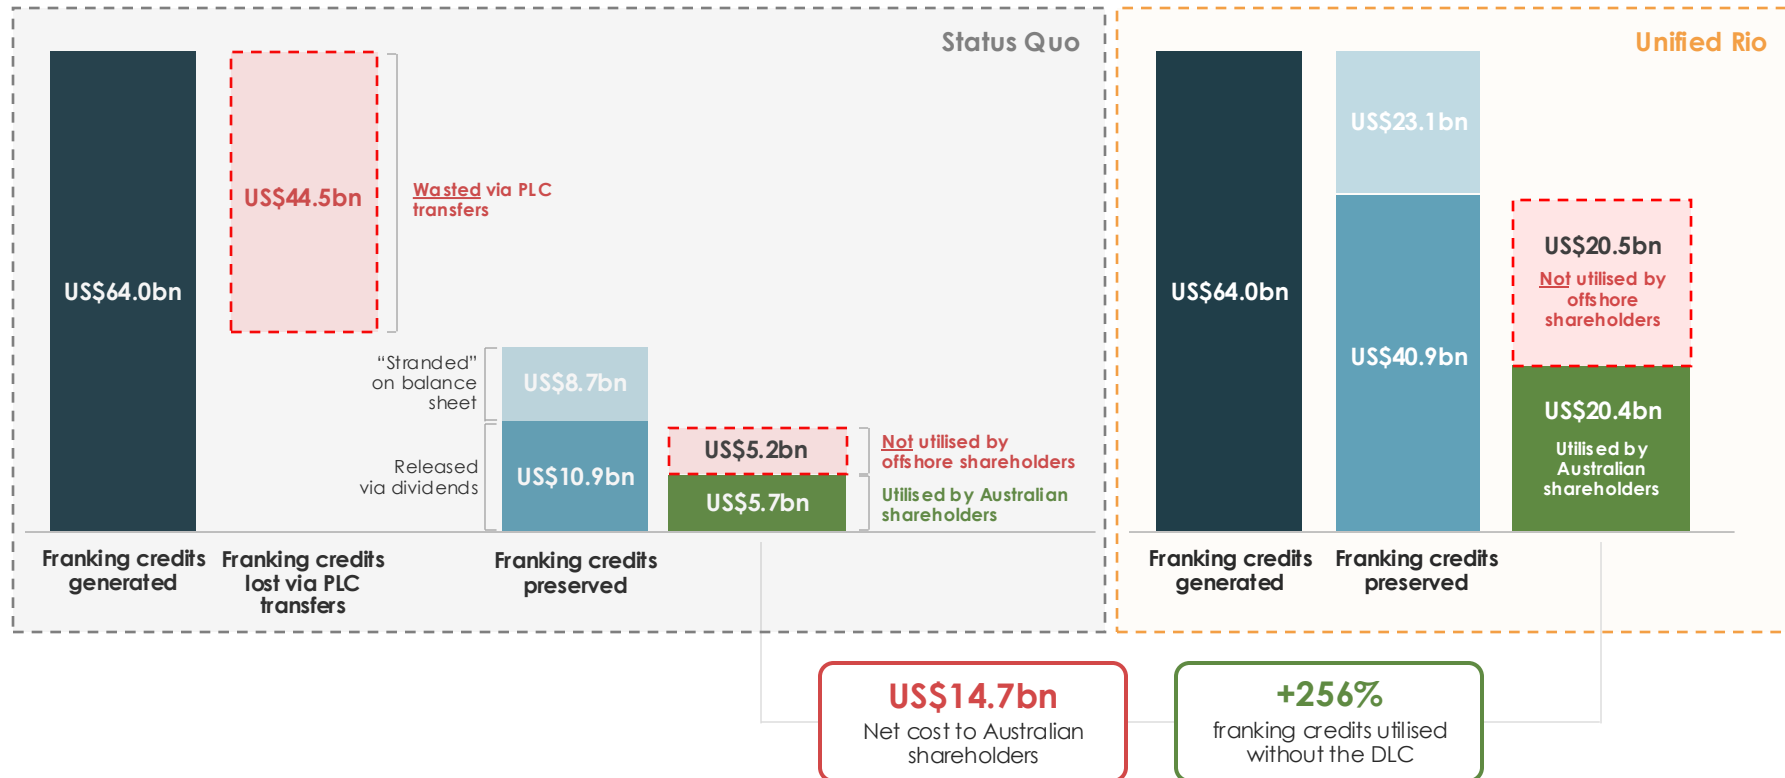 Status Quo
US$64.0bn
US$44.5bn
Wasted via PLC
transfers
“Stranded”
on balance
sheet
US$8.7bn
Released
via dividends
US$10.9bn
US$5.2bn
Not utilised by
offshore shareholders
US$5.7bn
Utilised by Australian
shareholders
Franking credits
generated
Franking credits
lost via PLC
transfers
Franking credits
preserved
Unified Rio
US$64.0bn
US$23.1bn
US$40.9bn
US$20.5bn
Not utilised by
offshore
shareholders
US$20.4bn
Utilised by
Australian
shareholders
Franking credits
generated
Franking credits
preserved
US$14.7bn
Net cost to Australian
shareholders
+256%
franking credits utilised
without the DLC